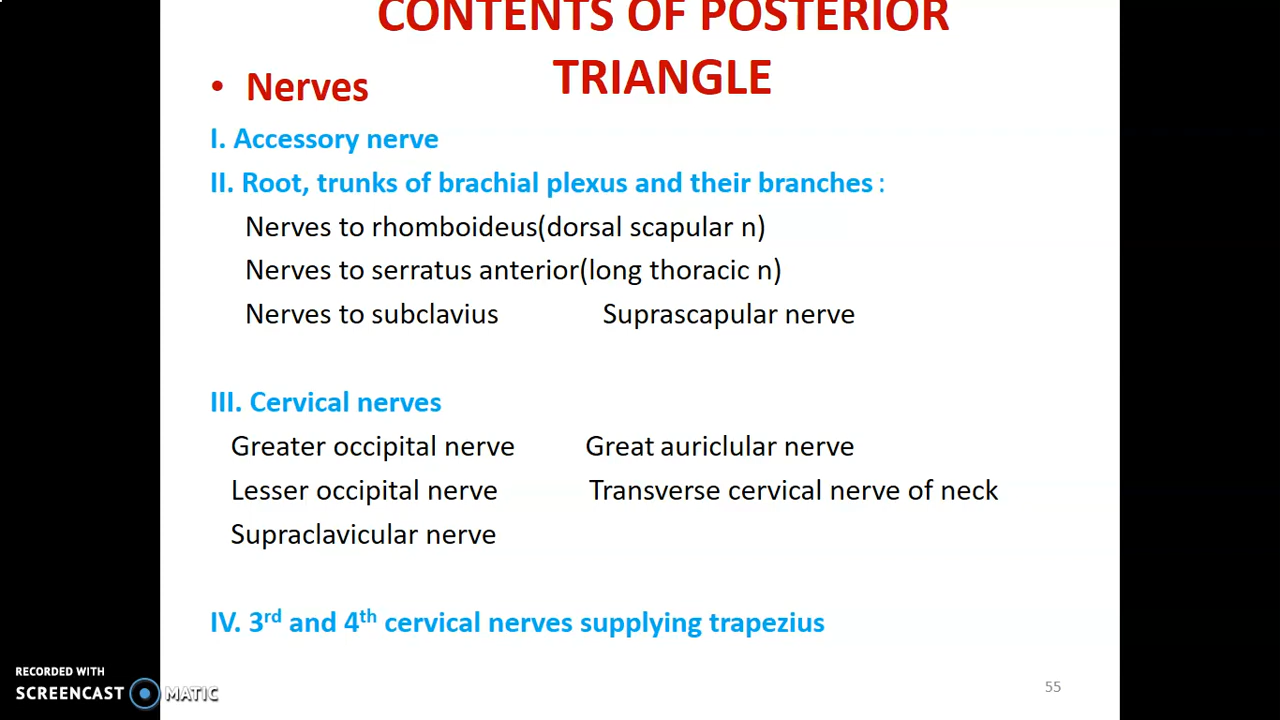 CONTENTS OF POSTERIOR
TRIANGLE
• Nerves
I. Accessory nerve
II. Root, trunks of brachial plexus and their branches :
Nerves to rhomboideus(dorsal scapular n)
Nerves to serratus anterior(long thoracic n)
Nerves to subclavius Suprascapular nerve
III. Cervical nerves
Greater occipital nerve Great auriclular nerve
Lesser occipital nerve Transverse cervical nerve of neck
Supraclavicular nerve
IV. 3rd and 4th cervical nerves supplying trapezius
RECORDED WITH
SCREENCAST MATIC
55